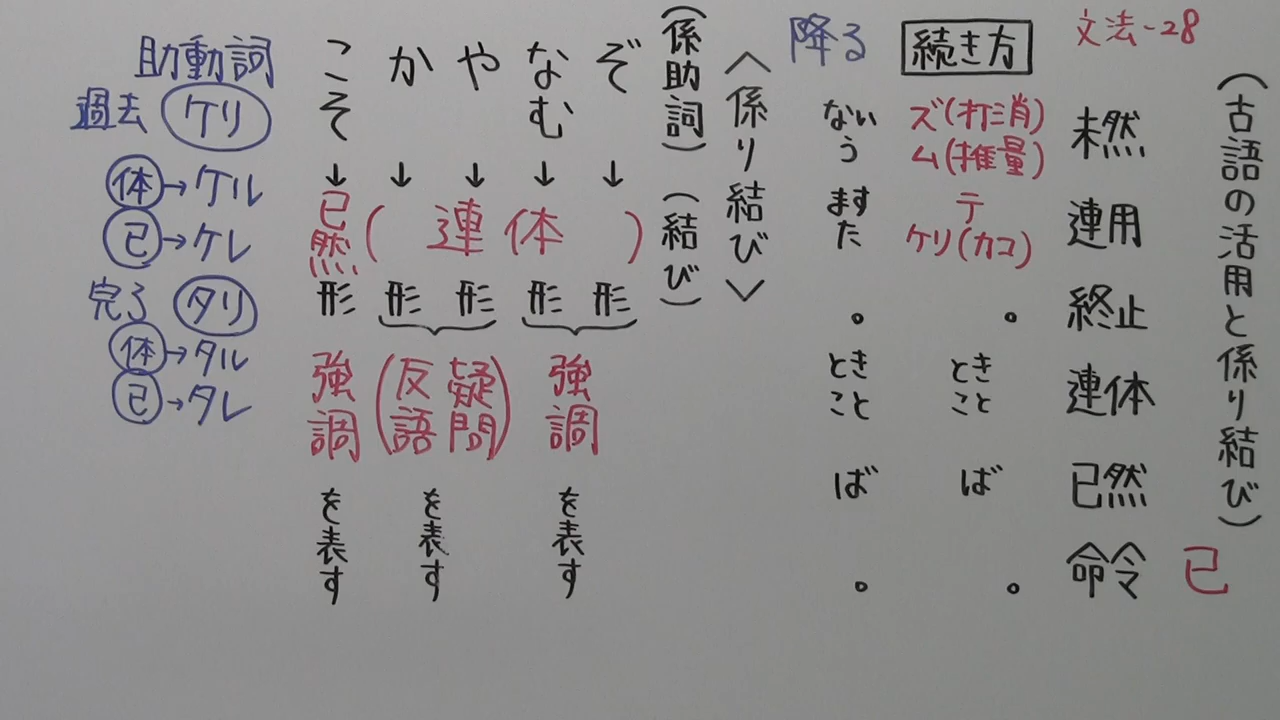 文法-28
(古語の活用と係り結び)
未然
連用
終止
連体
已然
命令
已
続き方
ズ(打消)
ム(推量)
テ
ケリ(カコ)
。
とき
こと
ば
。
降る
ない
う
ます
た
。
とき
こと
ば
。
〈係り結び〉
(係助詞)(結び)
ぞ
なむ
や
か
こそ
↓ ↓ ↓ ↓ ↓
(連体)
已然
形 形 形 形 形
強調
を表す
疑問
(反語)
を表す
強調
を表す
助動詞
過去 ケリ
体→ケル
已→ケレ
完了 タリ
体→タル
已→タレ